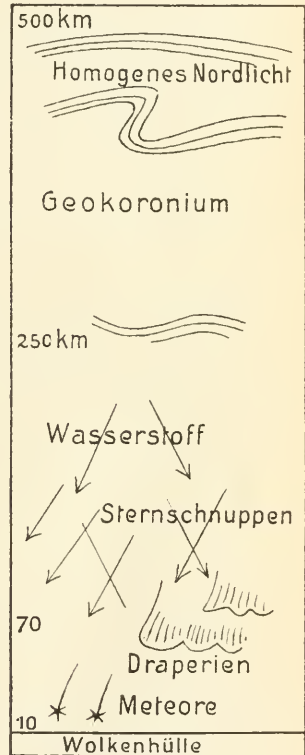 500km
Homogenes Nordlicht
Geokoronium
250km
Wasserstoff
Sternschnuppen
70
Draperien
Meteore
10
Wolkenhülle